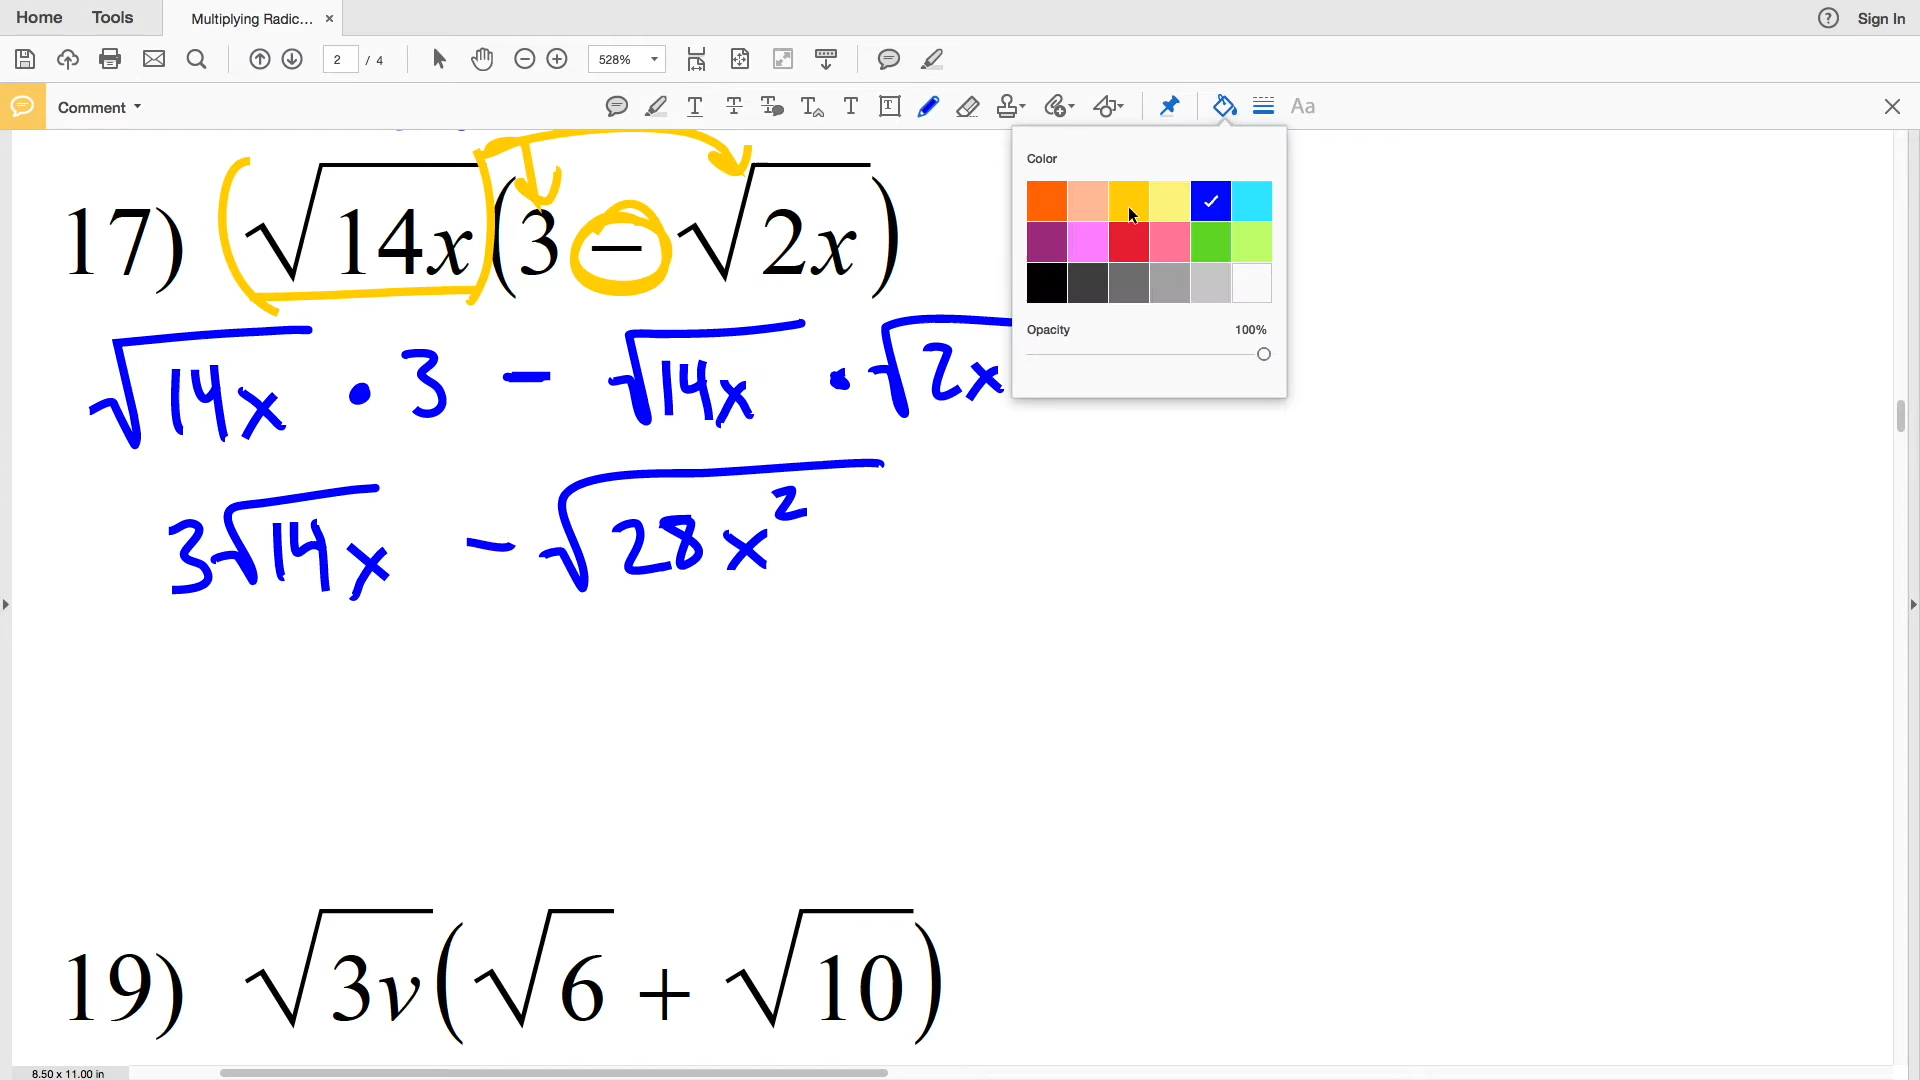 Home Tools Multiplying Radic... × ? Sign In
2 / 4 528%
Comment T T T T T T Aa
Color
17) √14x(3 − √2x)
Opacity 100%
√14x • 3 − √14x • √2x
3√14x − √28x²
19) √3v(√6 + √10)
8.50 x 11.00 in